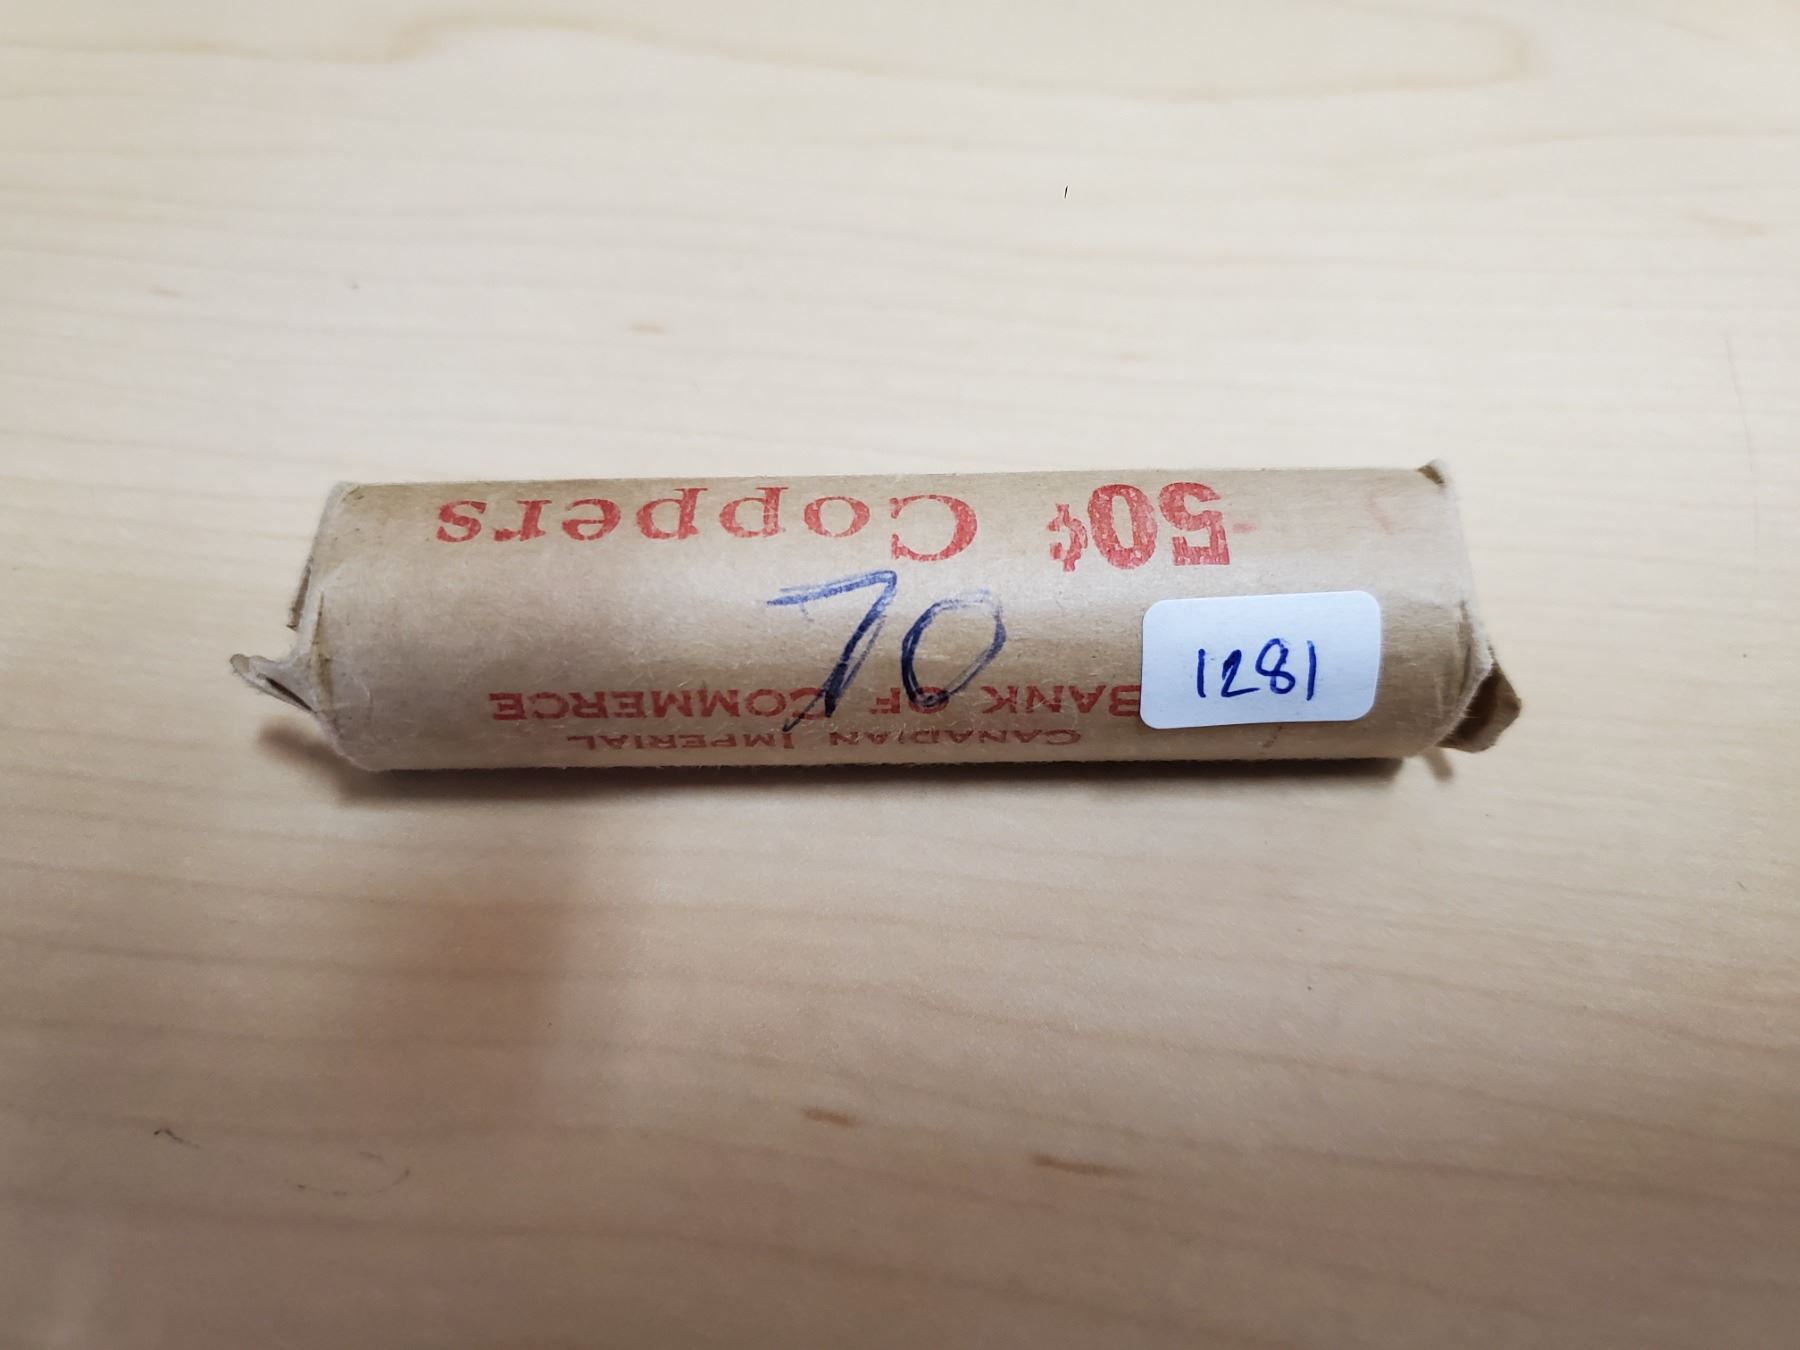 50¢ Coppers
70
1281
BANK OF COMMERCE
CANADIAN IMPERIAL